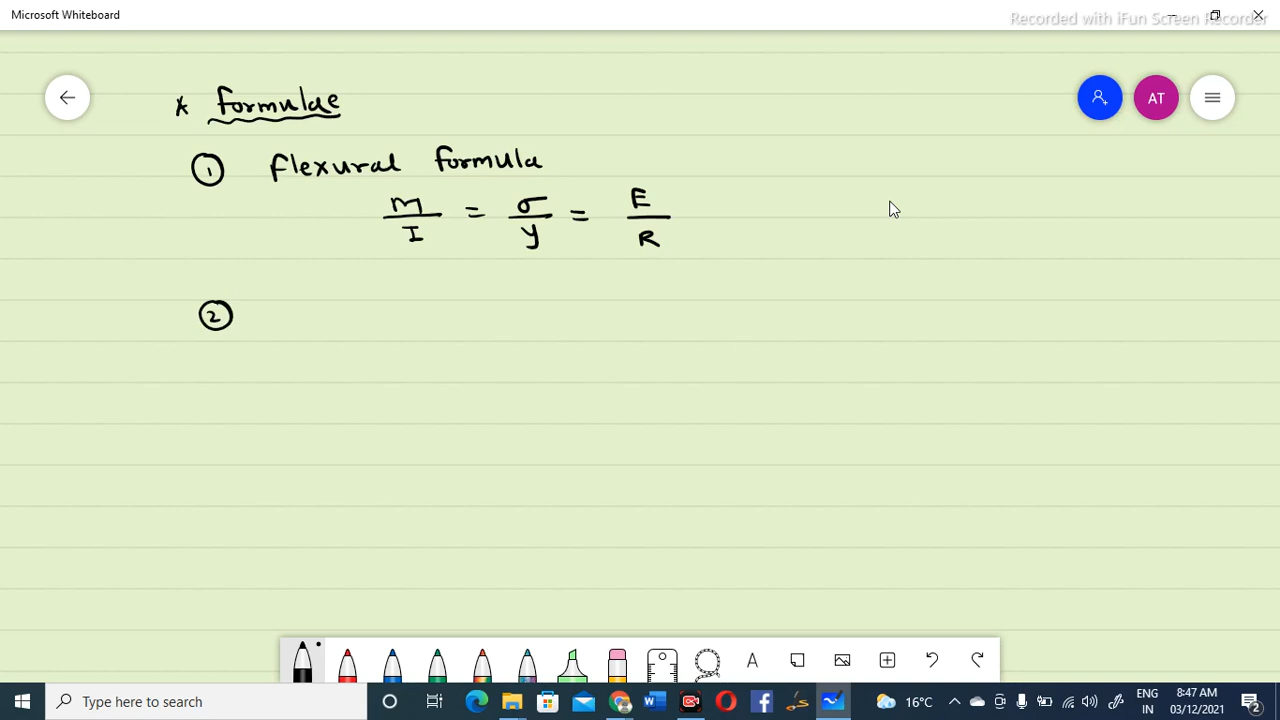 Microsoft Whiteboard
Recorded with iFun Screen Recorder
* Formulae
AT
① Flexural formula
M/I = σ/y = E/R
②
A
Type here to search
16°C
ENG
IN
8:47 AM
03/12/2021
2